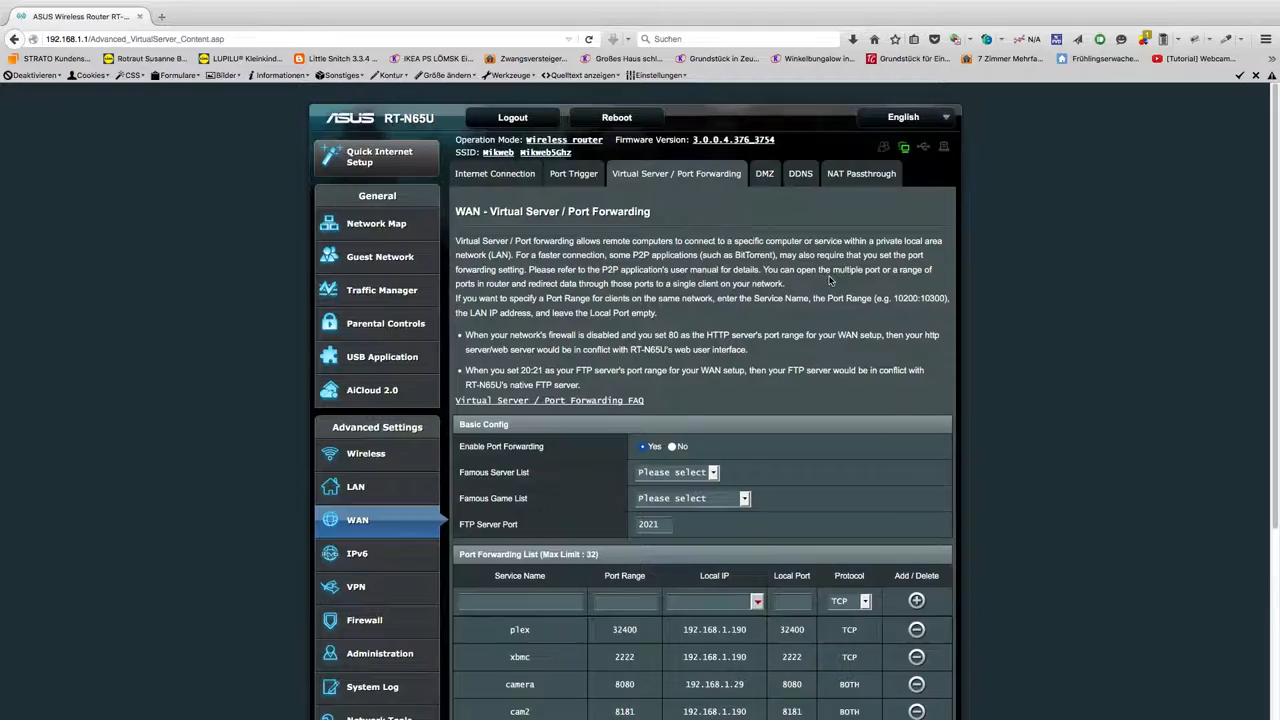 ASUS Wireless Router RT-...
192.168.1.1/Advanced_VirtualServer_Content.asp
Suchen
N/A
STRATO Kundens... Rotraut Susanne B... LUPILU® Kleinkind... Little Snitch 3.3.4 ... IKEA PS LÖMSK Ei... Zwangsversteiger... Großes Haus schl... Grundstück in Zeu... Winkelbungalow in... Grundstück für Ein... 7 Zimmer Mehrfa... Frühlingserwache... [Tutorial] Webcam...
Deaktivieren Cookies CSS Formulare Bilder Informationen Sonstiges Kontur Größe ändern Werkzeuge Quelltext anzeigen Einstellungen
ASUS RT-N65U Logout Reboot English
Operation Mode: Wireless router Firmware Version: 3.0.0.4.376_3754
SSID: Mikweb Mikweb5Ghz
Quick Internet
Setup
General
Network Map
Guest Network
Traffic Manager
Parental Controls
USB Application
AiCloud 2.0
Advanced Settings
Wireless
LAN
WAN
IPv6
VPN
Firewall
Administration
System Log
Network Tools
Internet Connection Port Trigger Virtual Server / Port Forwarding DMZ DDNS NAT Passthrough
WAN - Virtual Server / Port Forwarding
Virtual Server / Port forwarding allows remote computers to connect to a specific computer or service within a private local area
network (LAN). For a faster connection, some P2P applications (such as BitTorrent), may also require that you set the port
forwarding setting. Please refer to the P2P application's user manual for details. You can open the multiple port or a range of
ports in router and redirect data through those ports to a single client on your network.
If you want to specify a Port Range for clients on the same network, enter the Service Name, the Port Range (e.g. 10200:10300),
the LAN IP address, and leave the Local Port empty.
• When your network's firewall is disabled and you set 80 as the HTTP server's port range for your WAN setup, then your http
server/web server would be in conflict with RT-N65U's web user interface.
• When you set 20:21 as your FTP server's port range for your WAN setup, then your FTP server would be in conflict with
RT-N65U's native FTP server.
Virtual Server / Port Forwarding FAQ
Basic Config
Enable Port Forwarding Yes No
Famous Server List Please select
Famous Game List Please select
FTP Server Port 2021
Port Forwarding List (Max Limit : 32)
Service Name Port Range Local IP Local Port Protocol Add / Delete
TCP
plex 32400 192.168.1.190 32400 TCP
xbmc 2222 192.168.1.190 2222 TCP
camera 8080 192.168.1.29 8080 BOTH
cam2 8181 192.168.1.190 8181 BOTH